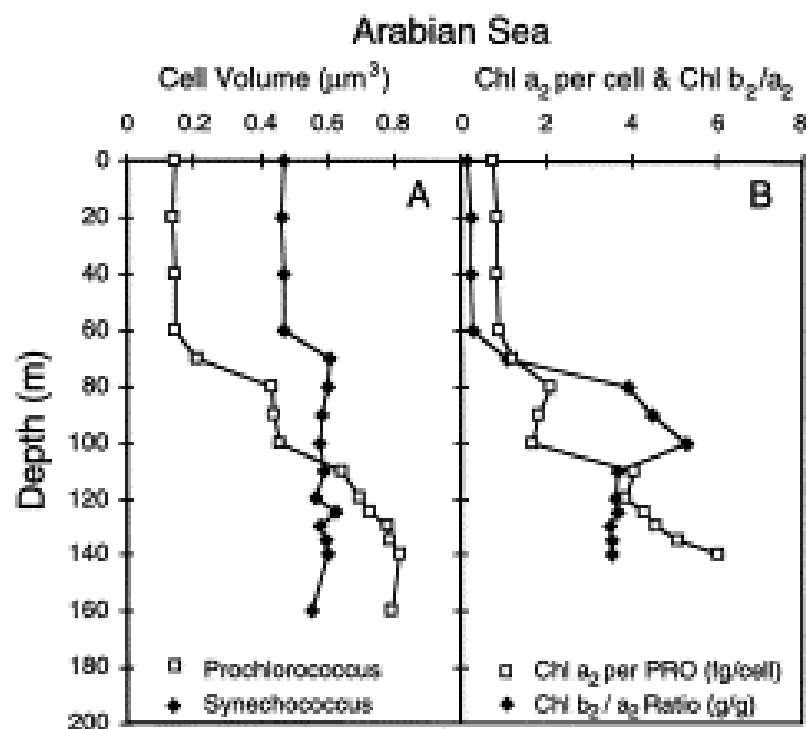 Arabian Sea
Cell Volume (μm³) Chl a₂ per cell & Chl b₂/a₂
0 0.2 0.4 0.6 0.8 0 2 4 6 8
0
20
40
60
80
100
120
140
160
180
200
Depth (m)
A B
Prochlorococcus
Synechococcus
Chl a₂ per PRO (fg/cell)
Chl b₂ / a₂ Ratio (g/g)